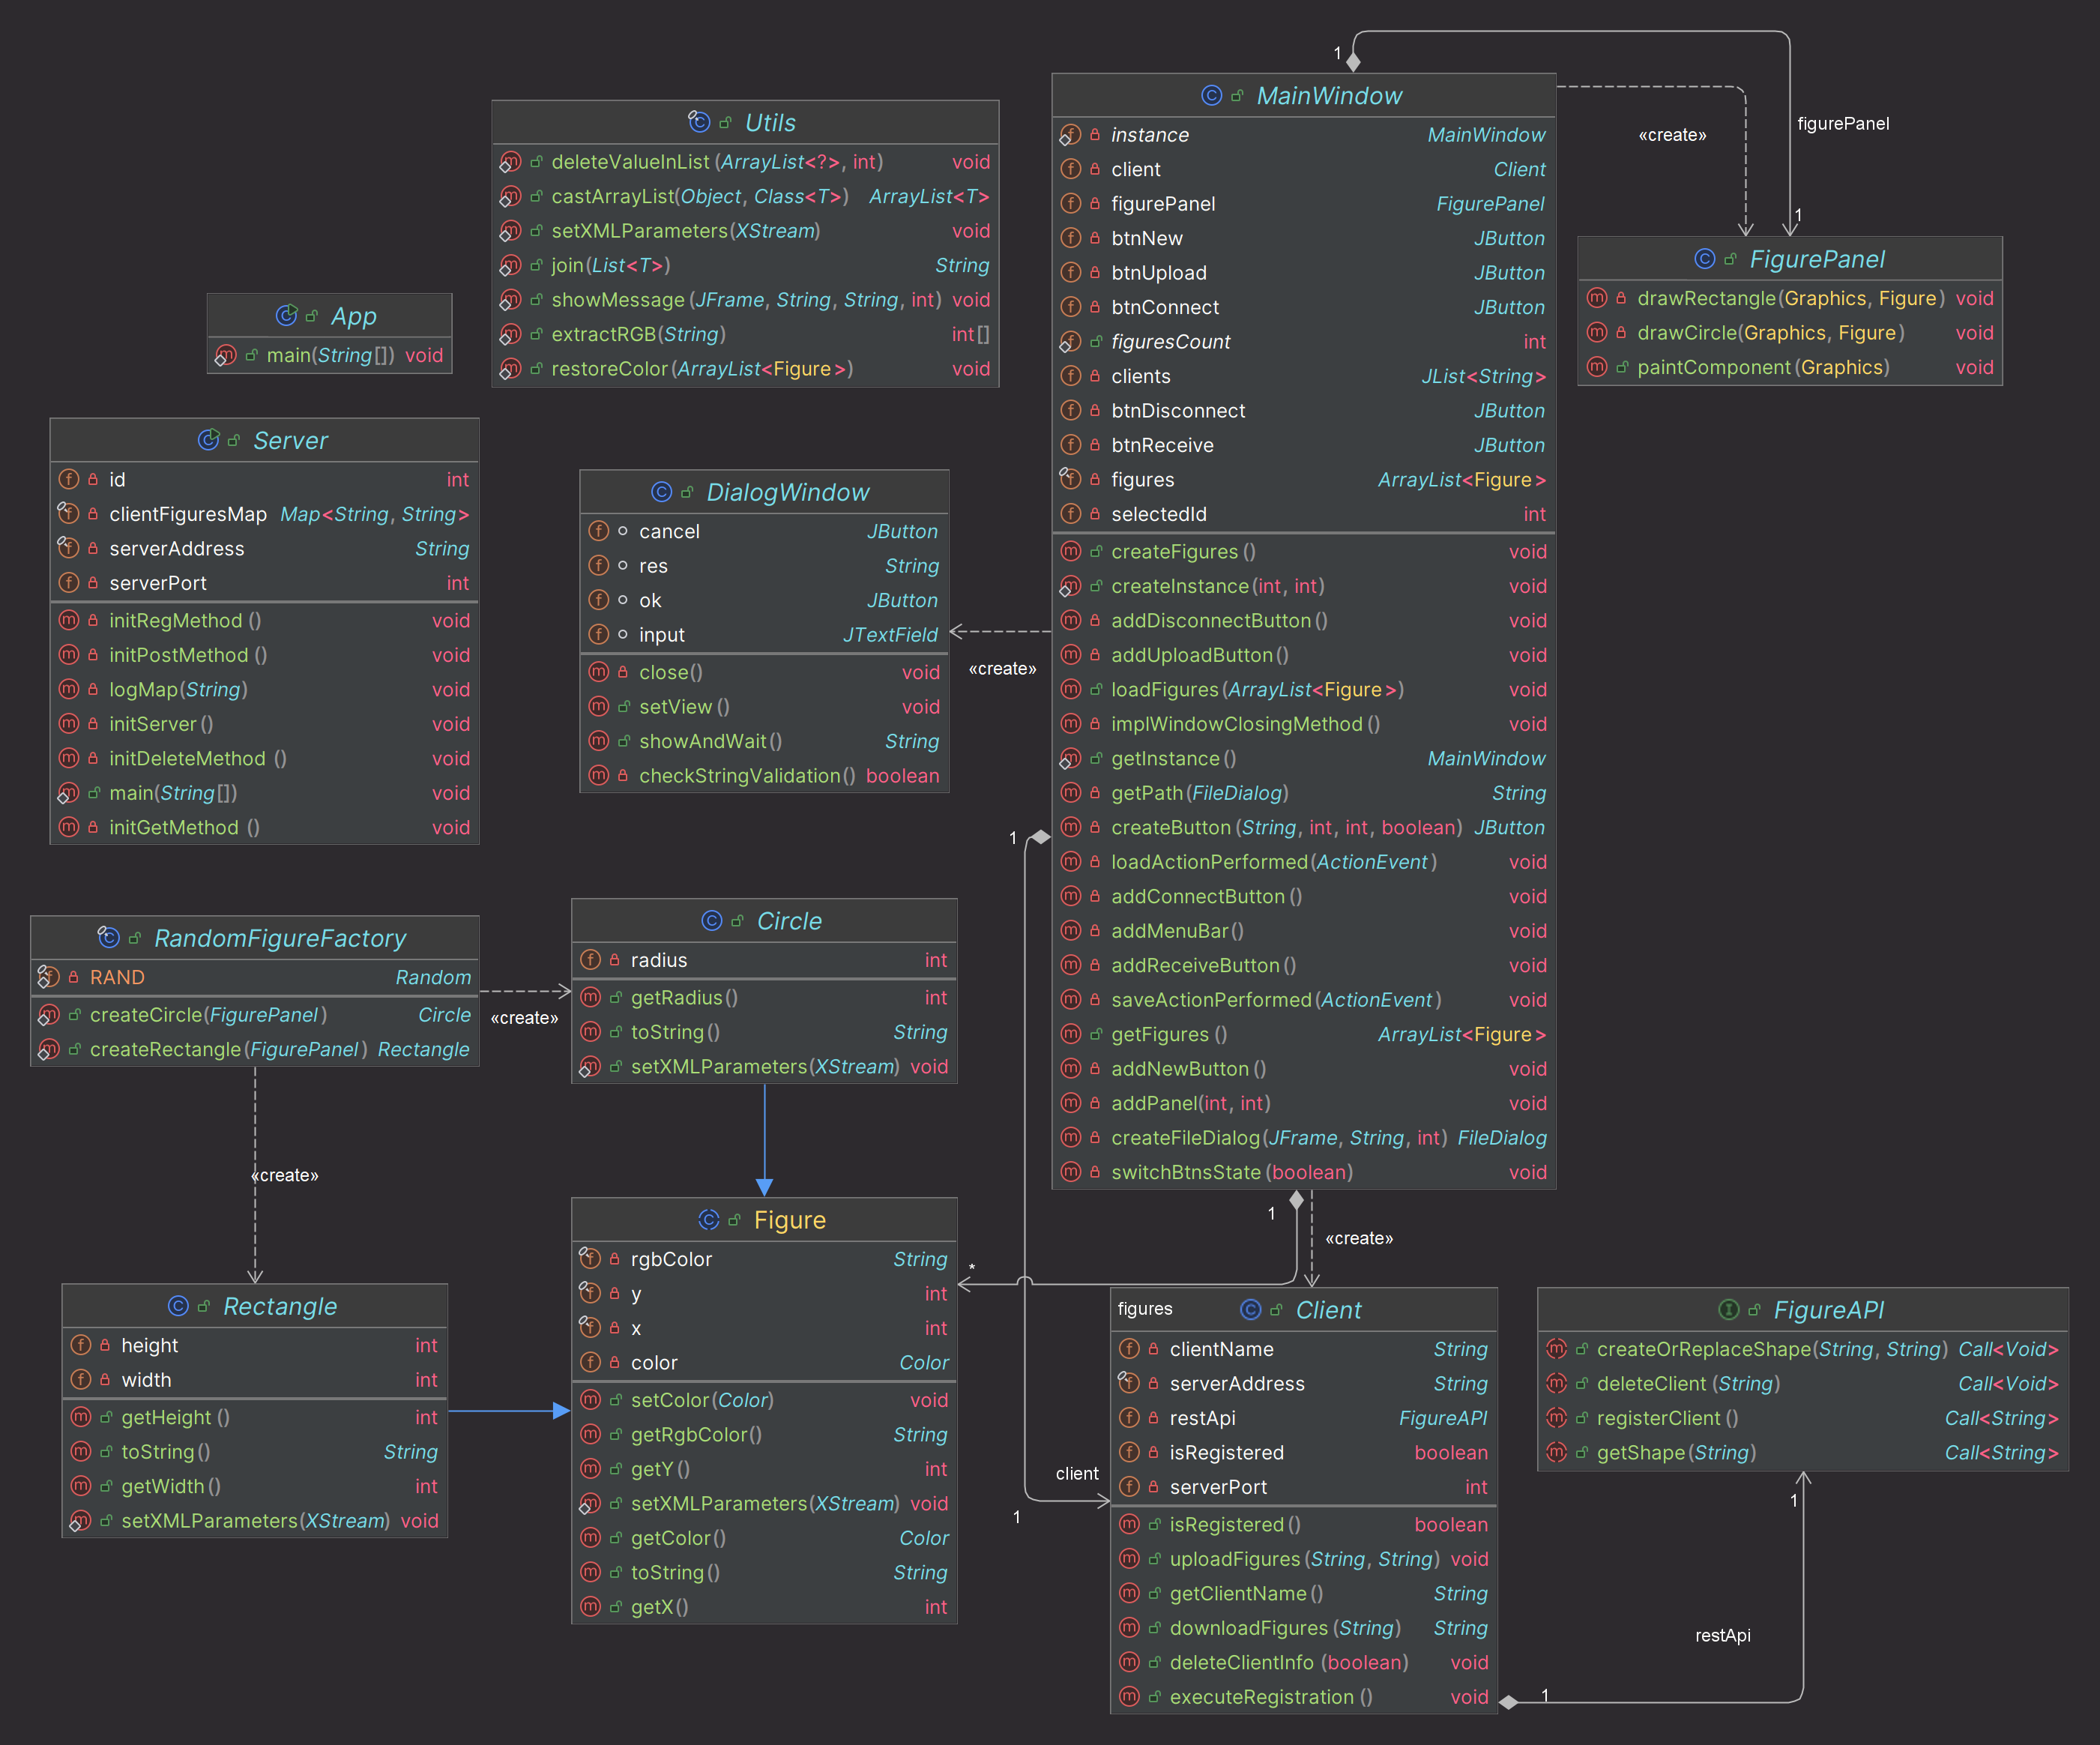 1
MainWindow
instance MainWindow
client Client
figurePanel FigurePanel
btnNew JButton
btnUpload JButton
btnConnect JButton
figuresCount int
clients JList<String>
btnDisconnect JButton
btnReceive JButton
figures ArrayList<Figure>
selectedId int
createFigures() void
createInstance(int, int) void
addDisconnectButton() void
addUploadButton() void
loadFigures(ArrayList<Figure>) void
implWindowClosingMethod() void
getInstance() MainWindow
getPath(FileDialog) String
createButton(String, int, int, boolean) JButton
loadActionPerformed(ActionEvent) void
addConnectButton() void
addMenuBar() void
addReceiveButton() void
saveActionPerformed(ActionEvent) void
getFigures() ArrayList<Figure>
addNewButton() void
addPanel(int, int) void
createFileDialog(JFrame, String, int) FileDialog
switchBtnsState(boolean) void
«create»
figurePanel
1
FigurePanel
drawRectangle(Graphics, Figure) void
drawCircle(Graphics, Figure) void
paintComponent(Graphics) void
Utils
deleteValueInList(ArrayList<?>, int) void
castArrayList(Object, Class<T>) ArrayList<T>
setXMLParameters(XStream) void
join(List<T>) String
showMessage(JFrame, String, String, int) void
extractRGB(String) int[]
restoreColor(ArrayList<Figure>) void
App
main(String[]) void
Server
id int
clientFiguresMap Map<String, String>
serverAddress String
serverPort int
initRegMethod() void
initPostMethod() void
logMap(String) void
initServer() void
initDeleteMethod() void
main(String[]) void
initGetMethod() void
DialogWindow
cancel JButton
res String
ok JButton
input JTextField
close() void
setView() void
showAndWait() String
checkStringValidation() boolean
«create»
1
RandomFigureFactory
RAND Random
createCircle(FigurePanel) Circle
createRectangle(FigurePanel) Rectangle
«create»
Circle
radius int
getRadius() int
toString() String
setXMLParameters(XStream) void
«create»
Rectangle
height int
width int
getHeight() int
toString() String
getWidth() int
setXMLParameters(XStream) void
Figure
rgbColor String
y int
x int
color Color
setColor(Color) void
getRgbColor() String
getY() int
setXMLParameters(XStream) void
getColor() Color
toString() String
getX() int
*
1
«create»
figures
Client
clientName String
serverAddress String
restApi FigureAPI
isRegistered boolean
serverPort int
isRegistered() boolean
uploadFigures(String, String) void
getClientName() String
downloadFigures(String) String
deleteClientInfo(boolean) void
executeRegistration() void
client
1
FigureAPI
createOrReplaceShape(String, String) Call<Void>
deleteClient(String) Call<Void>
registerClient() Call<String>
getShape(String) Call<String>
1
restApi
1